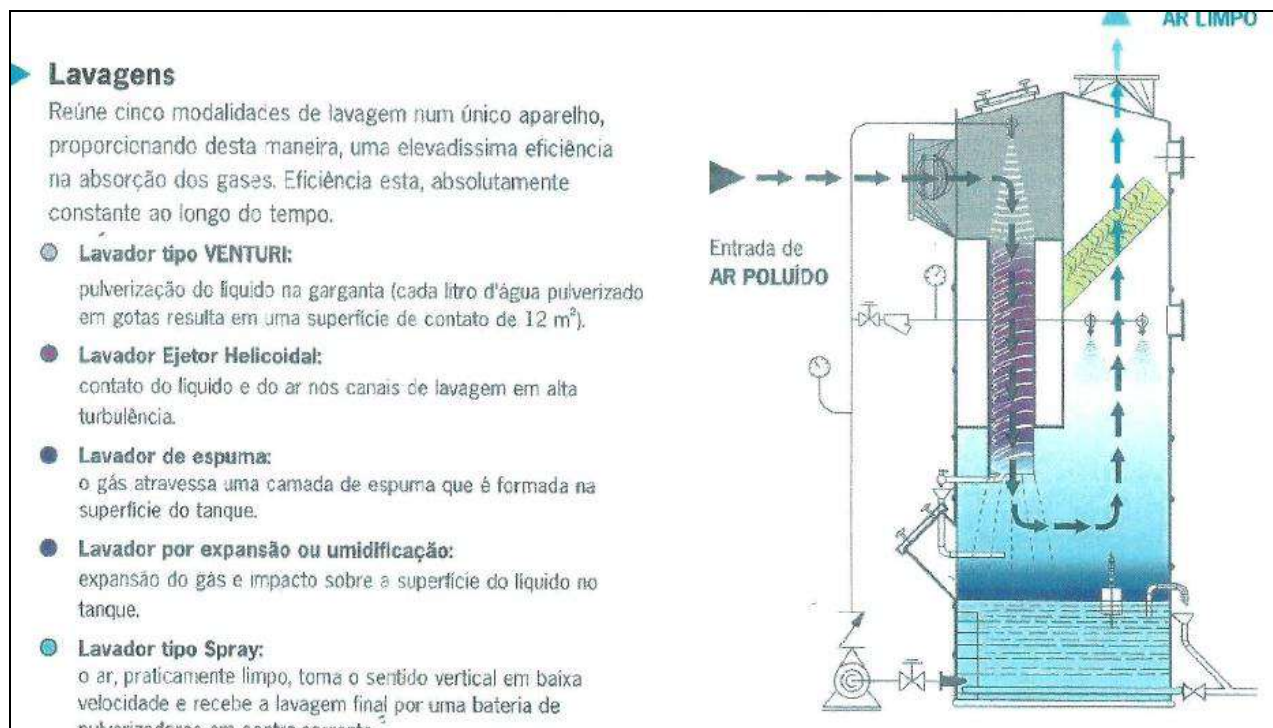 AR LIMPO
Lavagens
Reúne cinco modalidades de lavagem num único aparelho,
proporcionando desta maneira, uma elevadíssima eficiência
na absorção dos gases. Eficiência esta, absolutamente
constante ao longo do tempo.
Lavador tipo VENTURI:
pulverização do líquido na garganta (cada litro d'água pulverizado
em gotas resulta em uma superfície de contato de 12 m²).
Lavador Ejetor Helicoidal:
contato do líquido e do ar nos canais de lavagem em alta
turbulência.
Lavador de espuma:
o gás atravessa uma camada de espuma que é formada na
superfície do tanque.
Lavador por expansão ou umidificação:
expansão do gás e impacto sobre a superfície do líquido no
tanque.
Lavador tipo Spray:
o ar, praticamente limpo, toma o sentido vertical em baixa
velocidade e recebe a lavagem final por uma bateria de
Entrada de
AR POLUÍDO